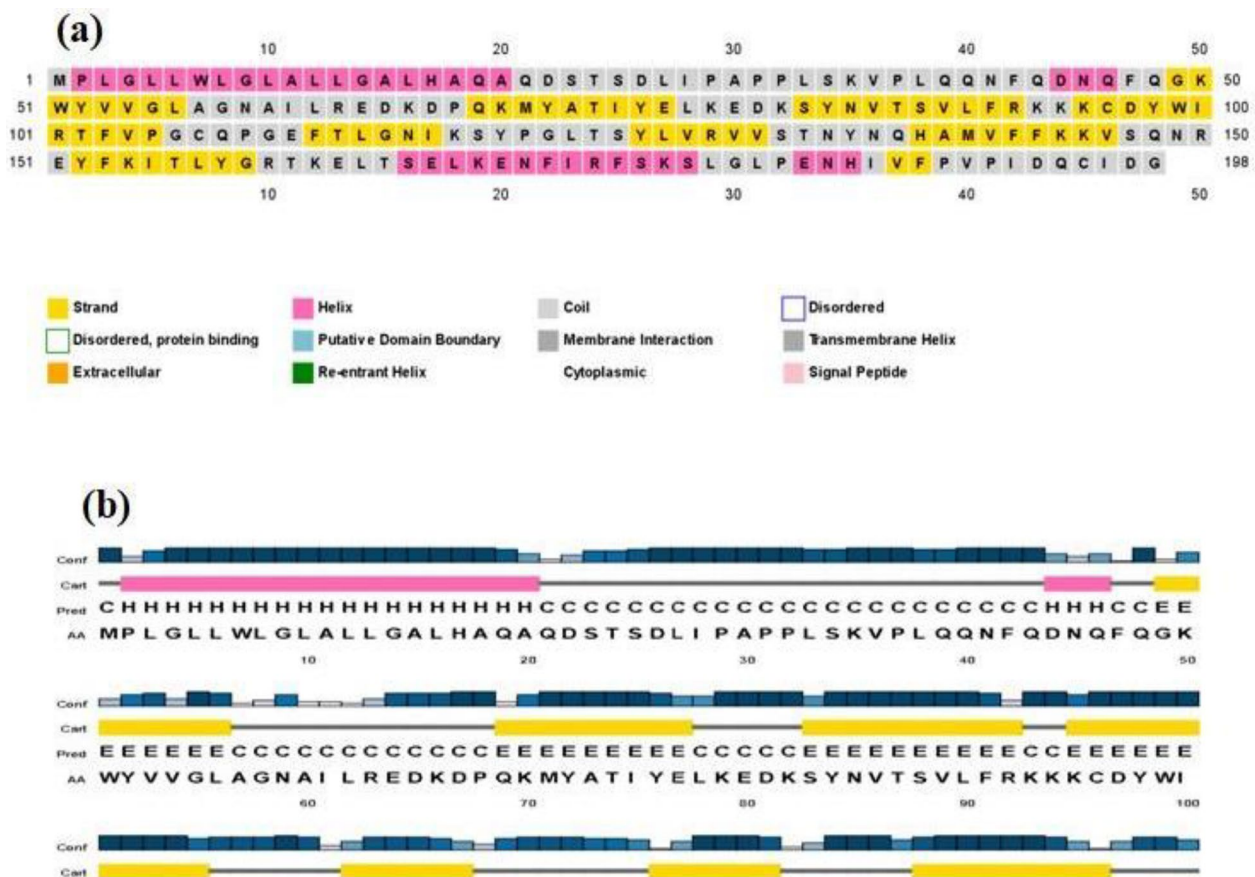 (a)
10 20 30 40 50
1 M P L G L L W L G L A L L G A L H A Q A Q D S T S D L I P A P P L S K V P L Q Q N F Q D N Q F Q G K 50
51 W Y V V G L A G N A I L R E D K D P Q K M Y A T I Y E L K E D K S Y N V T S V L F R K K K C D Y W I 100
101 R T F V P G C Q P G E F T L G N I K S Y P G L T S Y L V R V V S T N Y N Q H A M V F F K K V S Q N R 150
151 E Y F K I T L Y G R T K E L T S E L K E N F I R F S K S L G L P E N H I V F P V P I D Q C I D G 198
10 20 30 40 50
Strand Helix Coil Disordered
Disordered, protein binding Putative Domain Boundary Membrane Interaction Transmembrane Helix
Extracellular Re-entrant Helix Cytoplasmic Signal Peptide
(b)
Conf
Cart
Pred C H H H H H H H H H H H H H H H H H H H C C C C C C C C C C C C C C C C C C C C C C C H H H C C E E
AA M P L G L L W L G L A L L G A L H A Q A Q D S T S D L I P A P P L S K V P L Q Q N F Q D N Q F Q G K
10 20 30 40 50
Conf
Cart
Pred E E E E E E C C C C C C C C C C C C E E E E E E E E E C C C C C E E E E E E E E E E C C E E E E E E
AA W Y V V G L A G N A I L R E D K D P Q K M Y A T I Y E L K E D K S Y N V T S V L F R K K K C D Y W I
60 70 80 90 100
Conf
Cart